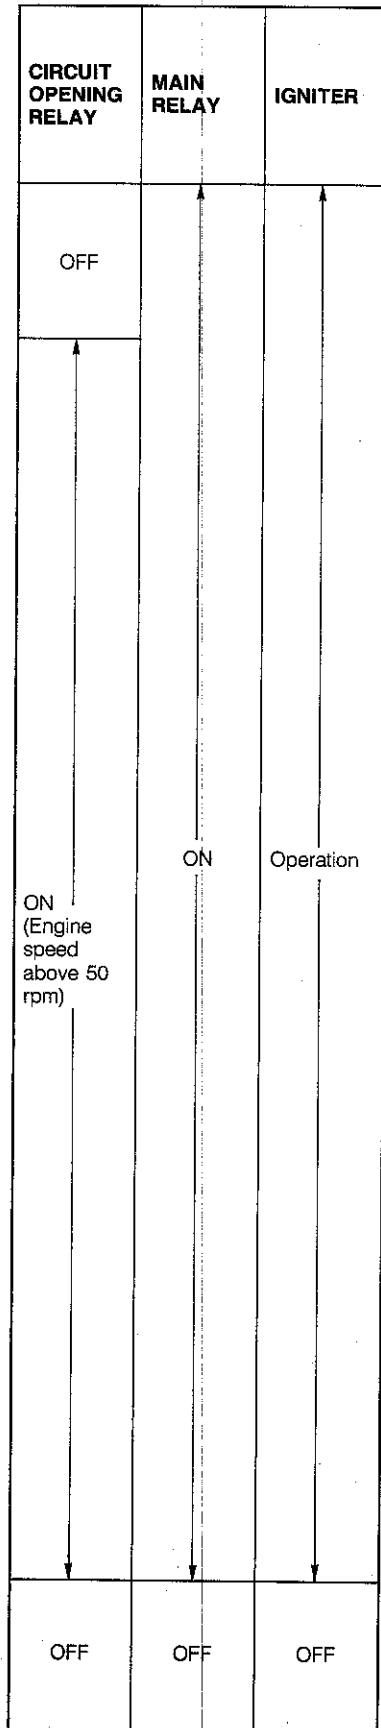 CIRCUIT
OPENING
RELAY
MAIN
RELAY
IGNITER
OFF
ON
(Engine
speed
above 50
rpm)
ON
Operation
OFF
OFF
OFF